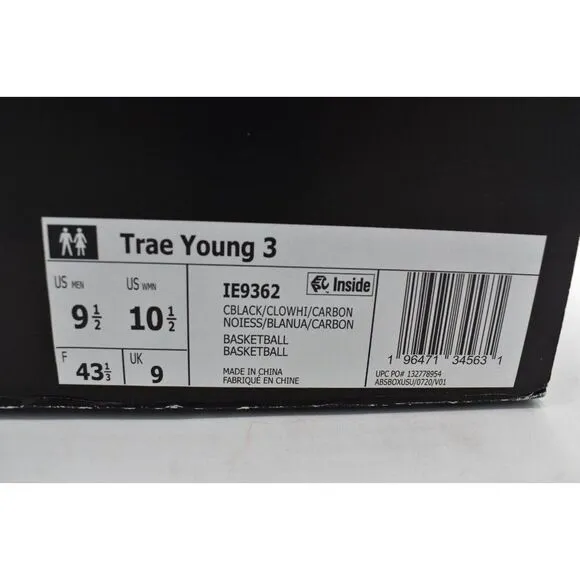 Trae Young 3
US MEN
9 1/2
US WMN
10 1/2
F
43 1/3
UK
9
IE9362
Inside
CBLACK/CLOWHI/CARBON
NOIESS/BLANUA/CARBON
BASKETBALL
BASKETBALL
MADE IN CHINA
FABRIQUÉ EN CHINE
1 96471 34563 1
UPC PO# 132778954
ABSBOXUSU/0720/V01